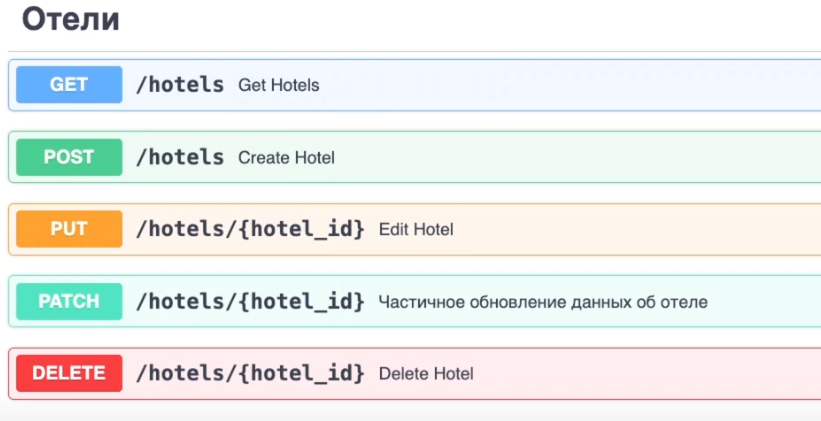 Отели
GET /hotels Get Hotels
POST /hotels Create Hotel
PUT /hotels/{hotel_id} Edit Hotel
PATCH /hotels/{hotel_id} Частичное обновление данных об отеле
DELETE /hotels/{hotel_id} Delete Hotel